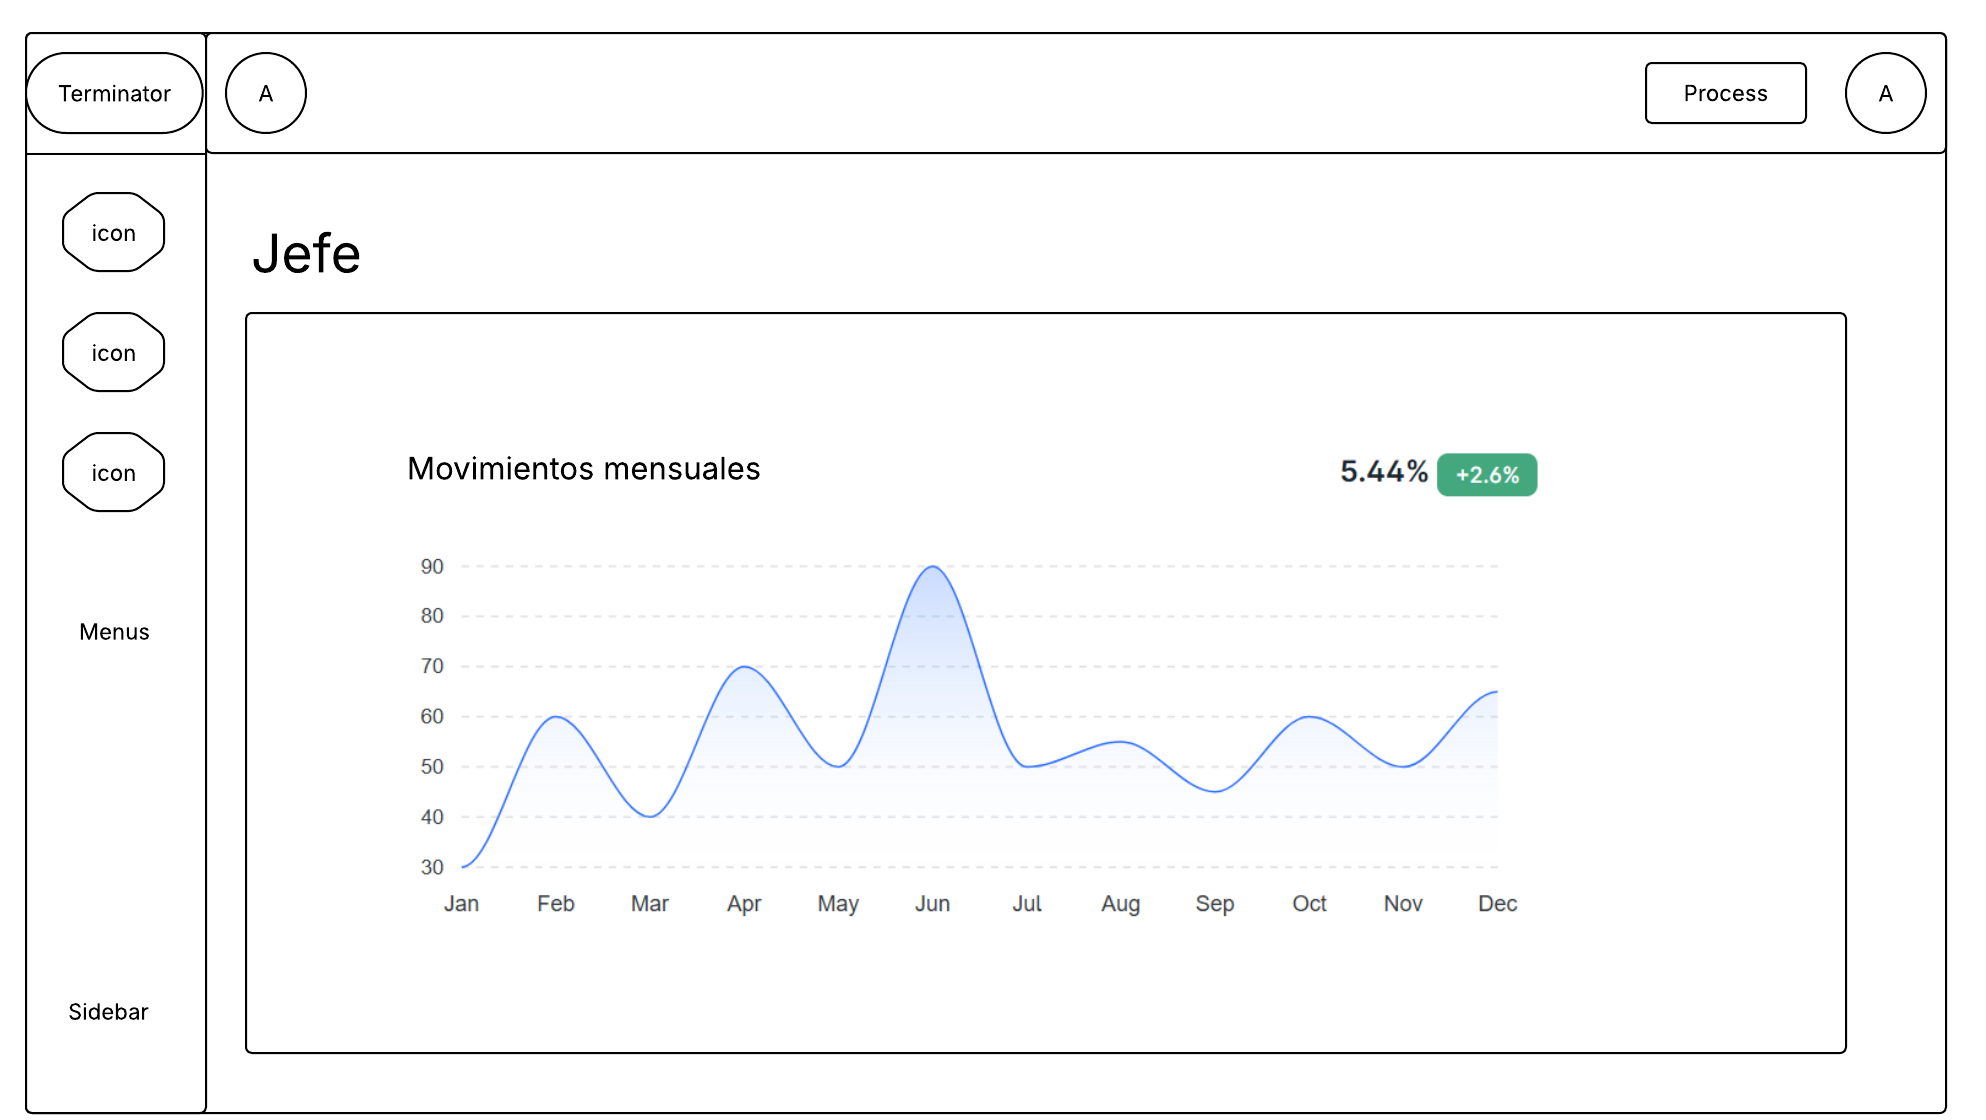 Terminator
A
Process
A
icon
icon
icon
Menus
Sidebar
Jefe
Movimientos mensuales
5.44% +2.6%
90
80
70
60
50
40
30
Jan Feb Mar Apr May Jun Jul Aug Sep Oct Nov Dec